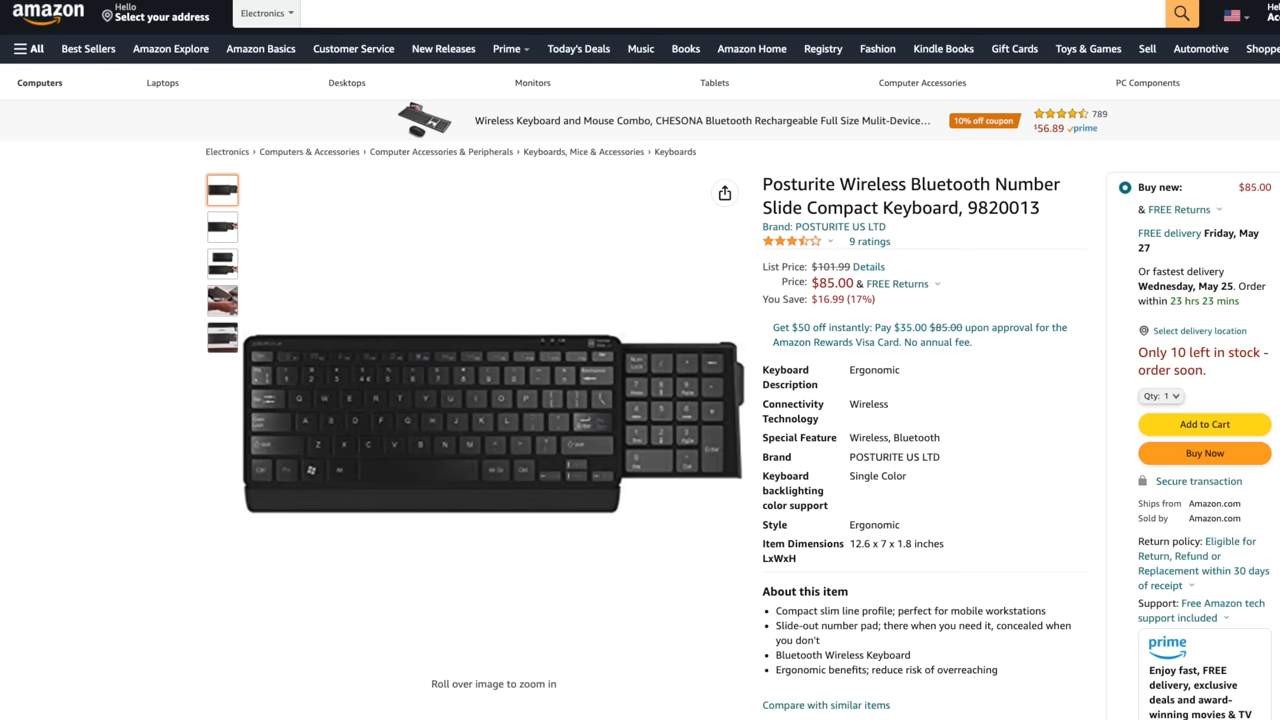 amazon
Hello
Select your address
Electronics
Hel
Acc
All
Best Sellers
Amazon Explore
Amazon Basics
Customer Service
New Releases
Prime
Today's Deals
Music
Books
Amazon Home
Registry
Fashion
Kindle Books
Gift Cards
Toys & Games
Sell
Automotive
Shoppe
Computers
Laptops
Desktops
Monitors
Tablets
Computer Accessories
PC Components
Wireless Keyboard and Mouse Combo, CHESONA Bluetooth Rechargeable Full Size Mulit-Device...
10% off coupon
789
$56.89 prime
Electronics › Computers & Accessories › Computer Accessories & Peripherals › Keyboards, Mice & Accessories › Keyboards
Posturite Wireless Bluetooth Number
Slide Compact Keyboard, 9820013
Brand: POSTURITE US LTD
9 ratings
List Price: $101.99 Details
Price: $85.00 & FREE Returns
You Save: $16.99 (17%)
Get $50 off instantly: Pay $35.00 $85.00 upon approval for the
Amazon Rewards Visa Card. No annual fee.
Keyboard Ergonomic
Description
Connectivity Wireless
Technology
Special Feature Wireless, Bluetooth
Brand POSTURITE US LTD
Keyboard Single Color
backlighting
color support
Style Ergonomic
Item Dimensions 12.6 x 7 x 1.8 inches
LxWxH
About this item
• Compact slim line profile; perfect for mobile workstations
• Slide-out number pad; there when you need it, concealed when
you don't
• Bluetooth Wireless Keyboard
• Ergonomic benefits; reduce risk of overreaching
Compare with similar items
Roll over image to zoom in
Buy new: $85.00
& FREE Returns
FREE delivery Friday, May
27
Or fastest delivery
Wednesday, May 25. Order
within 23 hrs 23 mins
Select delivery location
Only 10 left in stock -
order soon.
Qty: 1
Add to Cart
Buy Now
Secure transaction
Ships from Amazon.com
Sold by Amazon.com
Return policy: Eligible for
Return, Refund or
Replacement within 30 days
of receipt
Support: Free Amazon tech
support included
prime
Enjoy fast, FREE
delivery, exclusive
deals and award-
winning movies & TV